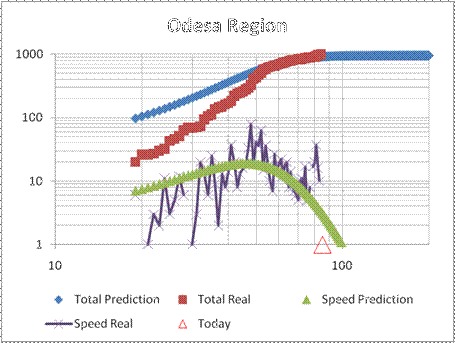 Odesa Region
1000
100
10
1
10 100
Total Prediction Total Real Speed Prediction
Speed Real Today